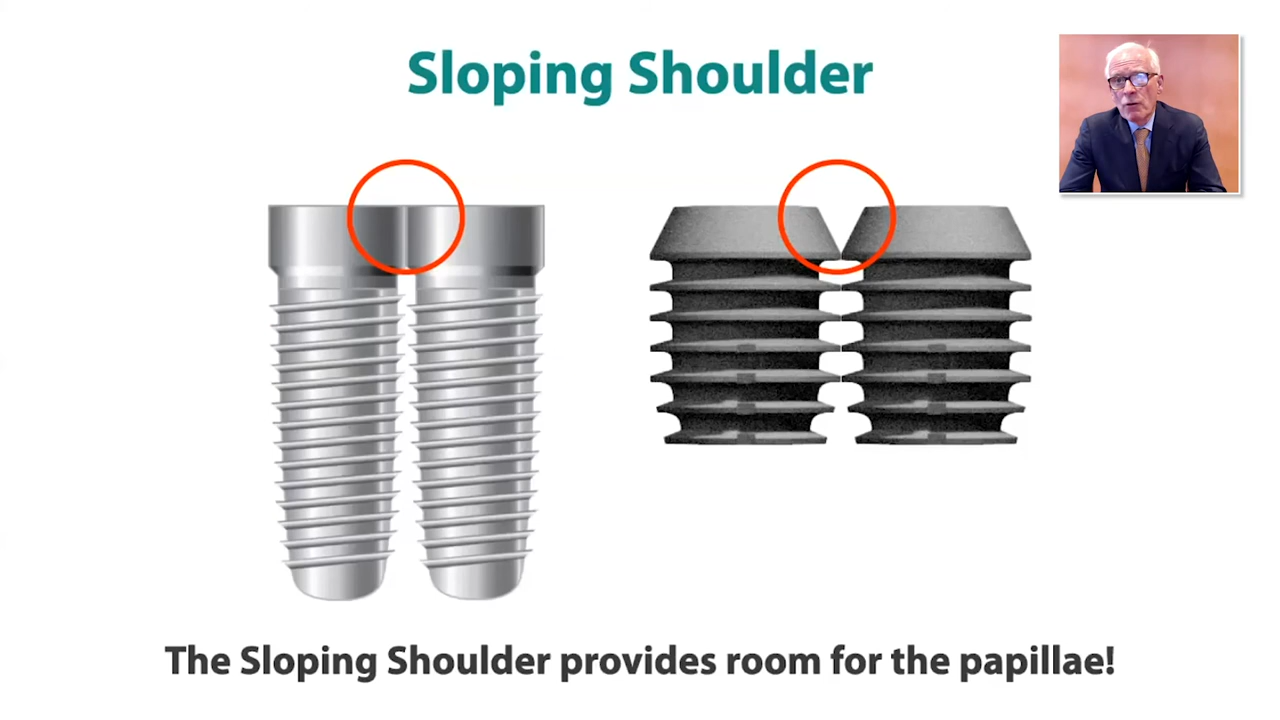 Sloping Shoulder
The Sloping Shoulder provides room for the papillae!